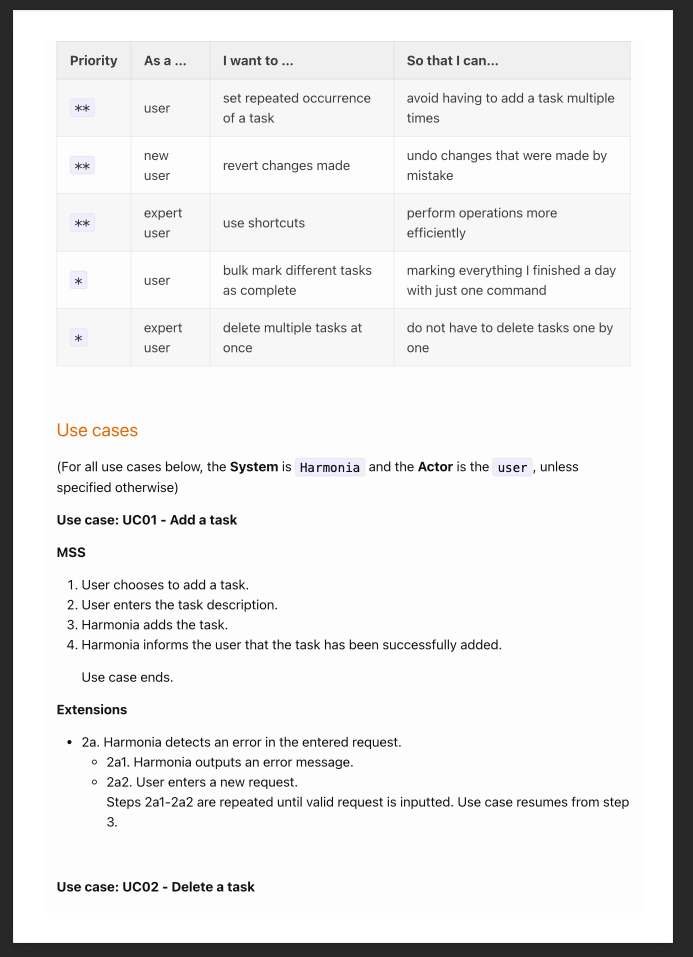 Priority As a ... I want to ... So that I can...
** user set repeated occurrence of a task avoid having to add a task multiple times
** new user revert changes made undo changes that were made by mistake
** expert user use shortcuts perform operations more efficiently
* user bulk mark different tasks as complete marking everything I finished a day with just one command
* expert user delete multiple tasks at once do not have to delete tasks one by one
Use cases
(For all use cases below, the System is Harmonia and the Actor is the user, unless
specified otherwise)
Use case: UC01 - Add a task
MSS
1. User chooses to add a task.
2. User enters the task description.
3. Harmonia adds the task.
4. Harmonia informs the user that the task has been successfully added.
Use case ends.
Extensions
• 2a. Harmonia detects an error in the entered request.
◦ 2a1. Harmonia outputs an error message.
◦ 2a2. User enters a new request.
Steps 2a1-2a2 are repeated until valid request is inputted. Use case resumes from step
3.
Use case: UC02 - Delete a task